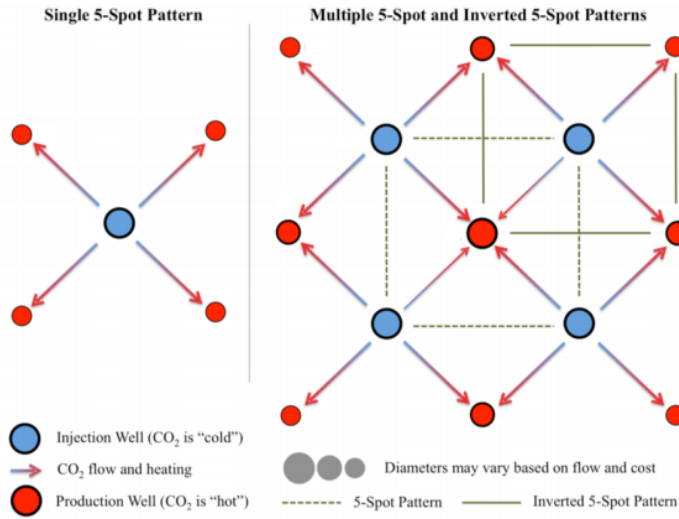 Single 5-Spot Pattern
Multiple 5-Spot and Inverted 5-Spot Patterns
Injection Well (CO₂ is “cold”)
CO₂ flow and heating
Production Well (CO₂ is “hot”)
Diameters may vary based on flow and cost
5-Spot Pattern
Inverted 5-Spot Pattern